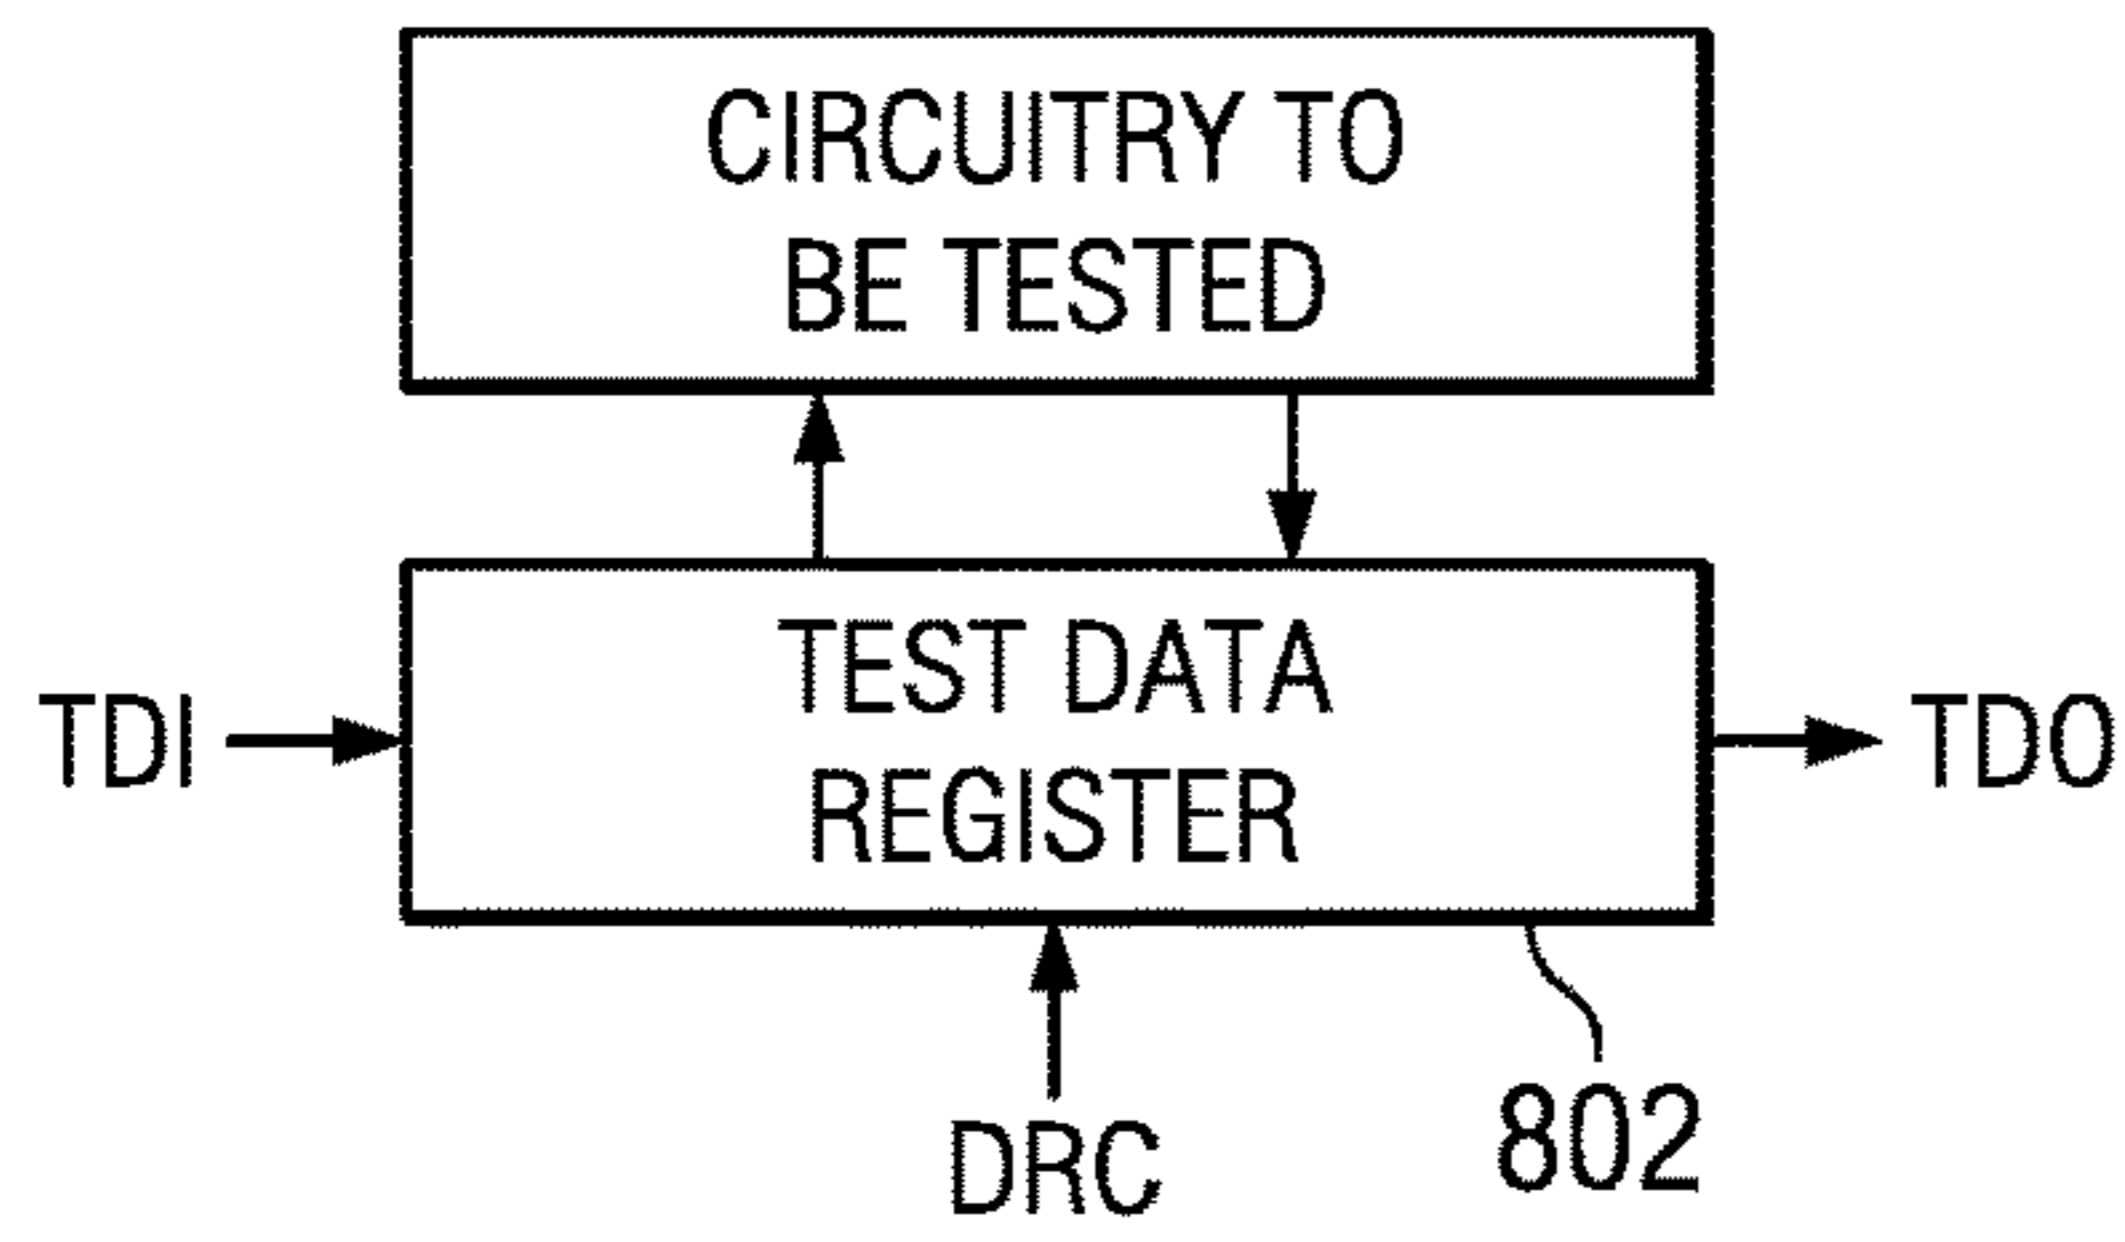 CIRCUITRY TO
BE TESTED
TEST DATA
REGISTER
TDI
TDO
DRC
802